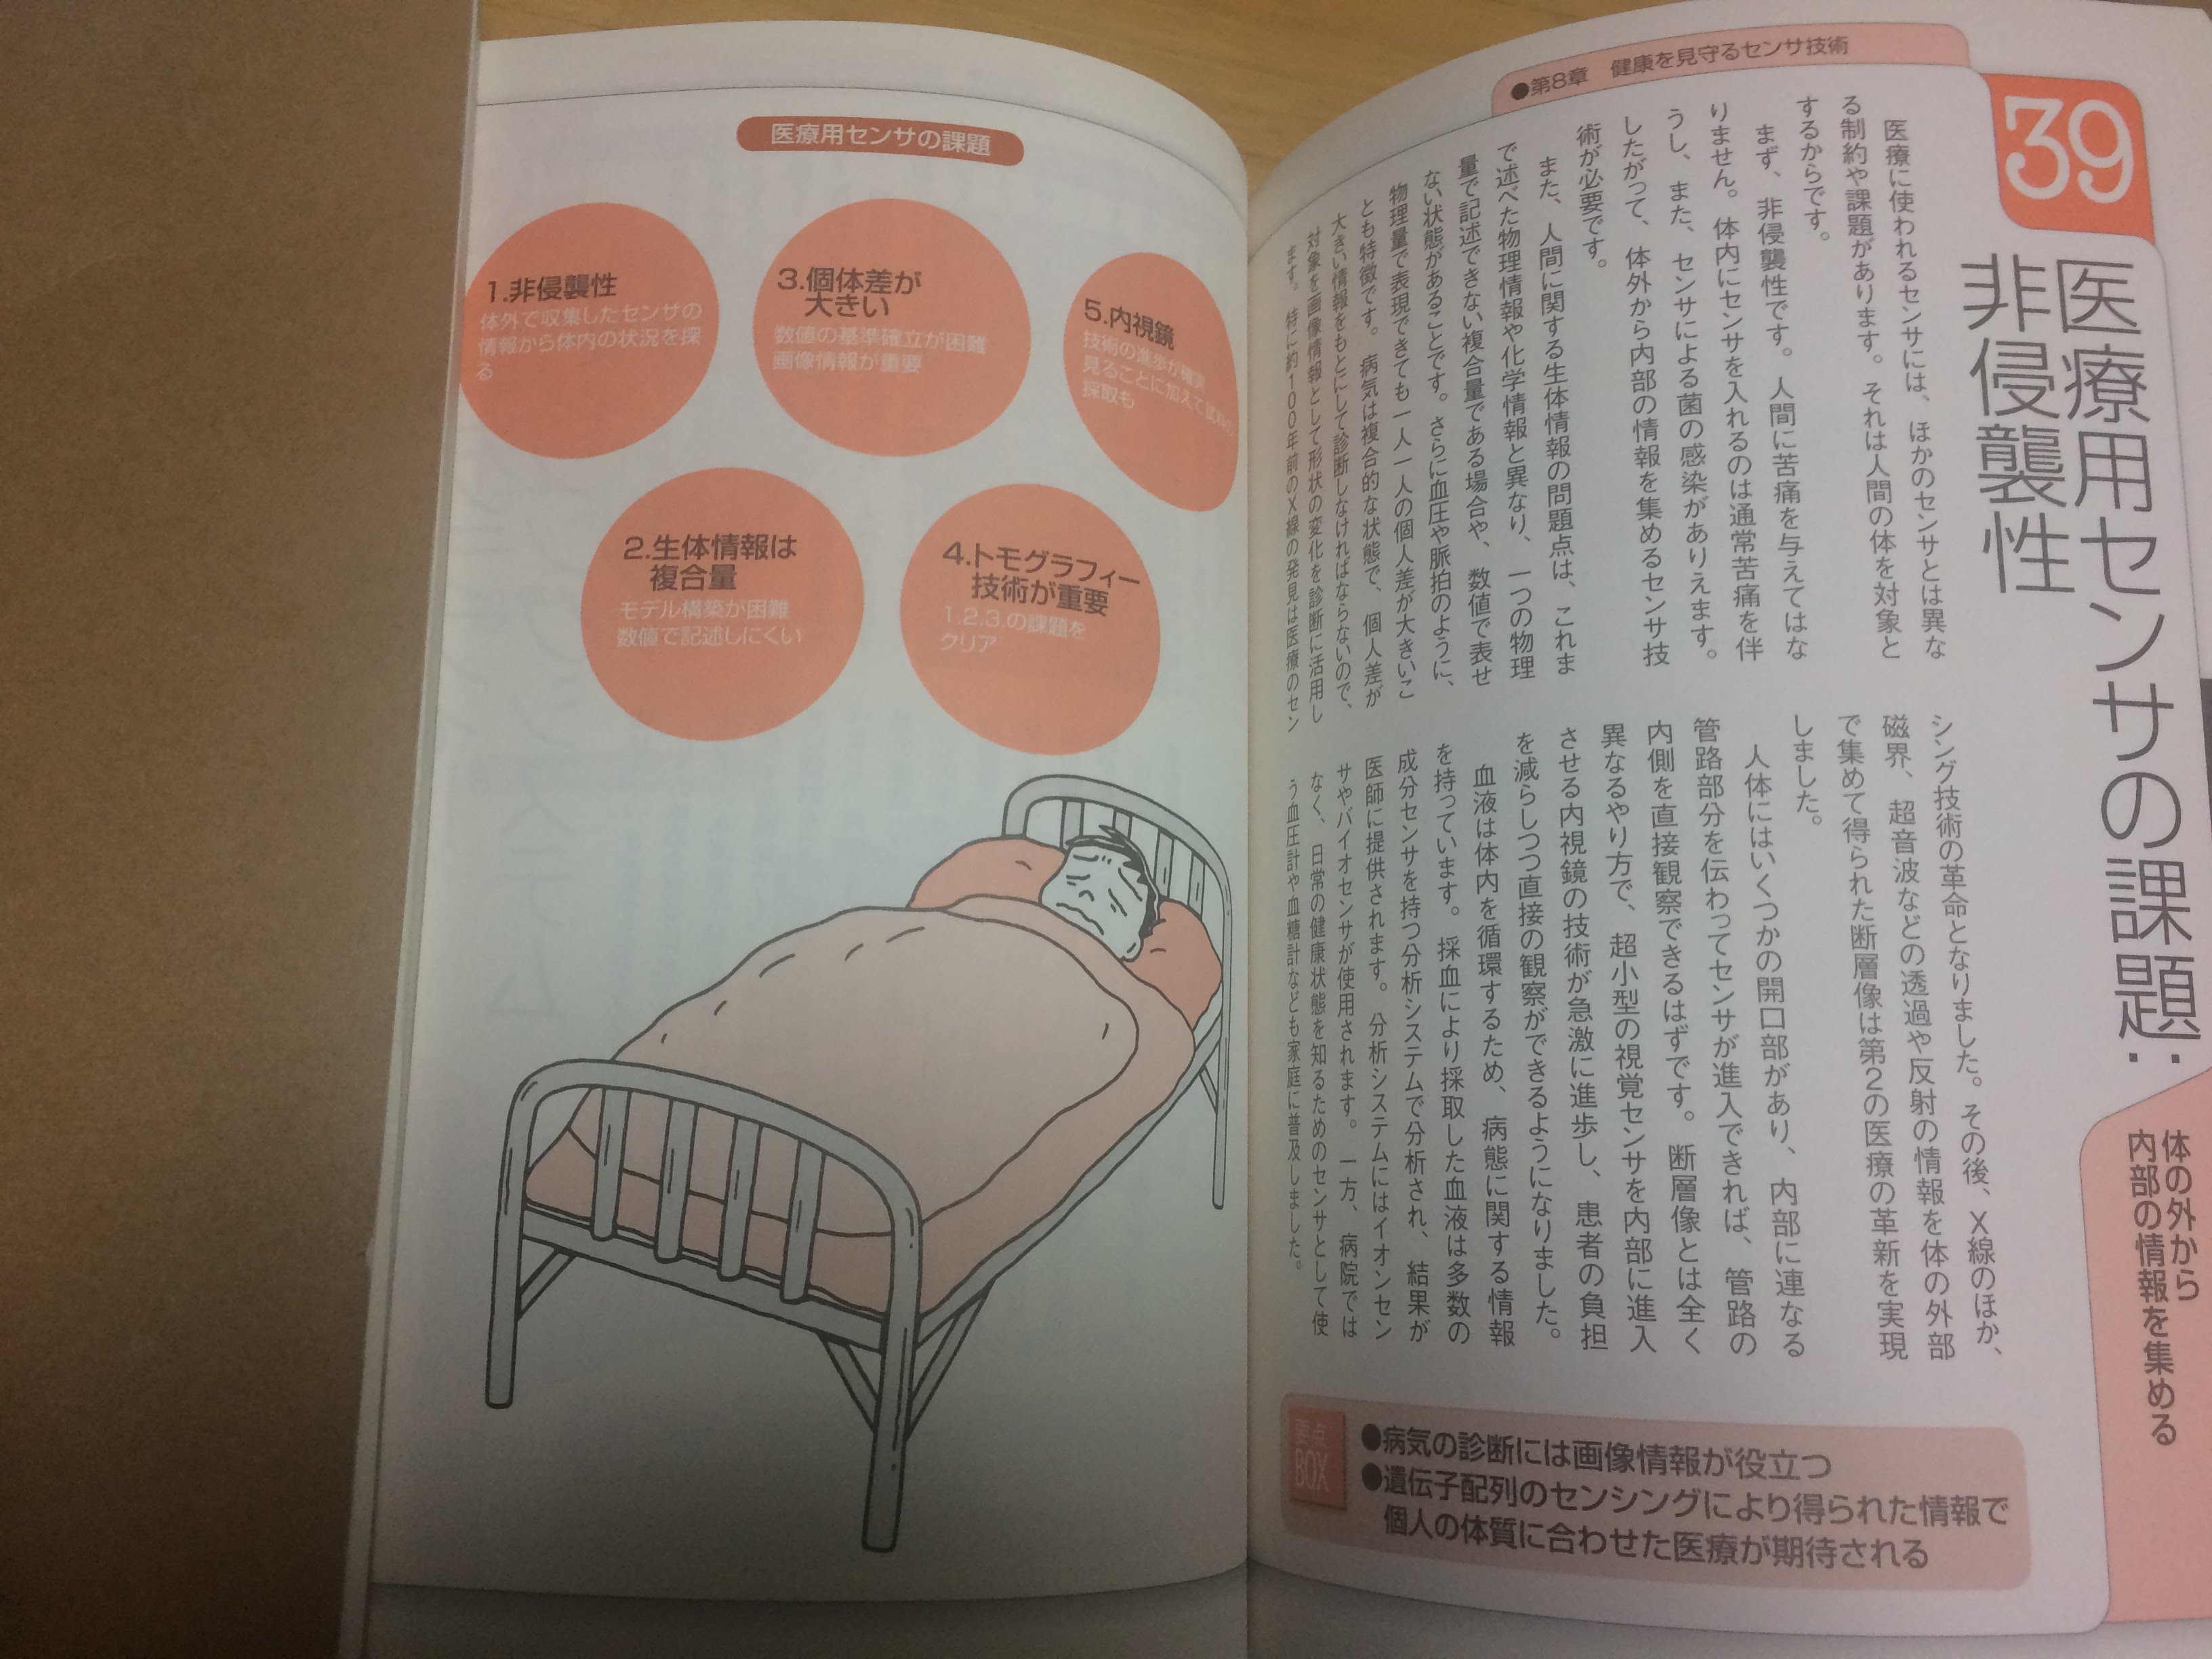 ●第8章 健康を見守るセンサ技術
39
医療用センサの課題：
非侵襲性
体の外から
内部の情報を集める
医療に使われるセンサには、ほかのセンサとは異な
る制約や課題があります。それは人間の体を対象と
するからです。
まず、非侵襲性です。人間に苦痛を与えてはな
りません。体内にセンサを入れるのは通常苦痛を伴
うし、また、センサによる菌の感染がありえます。
したがって、体外から内部の情報を集めるセンサ技
術が必要です。
また、人間に関する生体情報の問題点は、これま
で述べた物理情報や化学情報と異なり、一つの物理
量で記述できない複合量である場合や、数値で表せ
ない状態があることです。さらに血圧や脈拍のように、
物理量で表現できても一人一人の個人差が大きいこ
とも特徴です。病気は複合的な状態で、個人差が
大きい情報をもとにして診断しなければならないので、
対象を画像情報として形状の変化を診断に活用し
ます。特に約100年前のX線の発見は医療のセン
シング技術の革命となりました。その後、X線のほか、
磁界、超音波などの透過や反射の情報を体の外部
で集めて得られた断層像は第2の医療の革新を実現
しました。
人体にはいくつかの開口部があり、内部に連なる
管路部分を伝わってセンサが進入できれば、管路の
内側を直接観察できるはずです。断層像とは全く
異なるやり方で、超小型の視覚センサを内部に進入
させる内視鏡の技術が急激に進歩し、患者の負担
を減らしつつ直接の観察ができるようになりました。
血液は体内を循環するため、病態に関する情報
を持っています。採血により採取した血液は多数の
成分センサを持つ分析システムで分析され、結果が
医師に提供されます。分析システムにはイオンセン
サやバイオセンサが使用されます。一方、病院では
なく、日常の健康状態を知るためのセンサとして使
う血圧計や血糖計なども家庭に普及しました。
要点
BOX
●病気の診断には画像情報が役立つ
●遺伝子配列のセンシングにより得られた情報で
個人の体質に合わせた医療が期待される
医療用センサの課題
1.非侵襲性
体外で収集したセンサの
情報から体内の状況を探
る
2.生体情報は
複合量
モデル構築が困難
数値で記述しにくい
3.個体差が
大きい
数値の基準確立が困難
画像情報が重要
4.トモグラフィー
技術が重要
1.2.3.の課題を
クリア
5.内視鏡
技術の進歩が
見ることに加えて
採取も